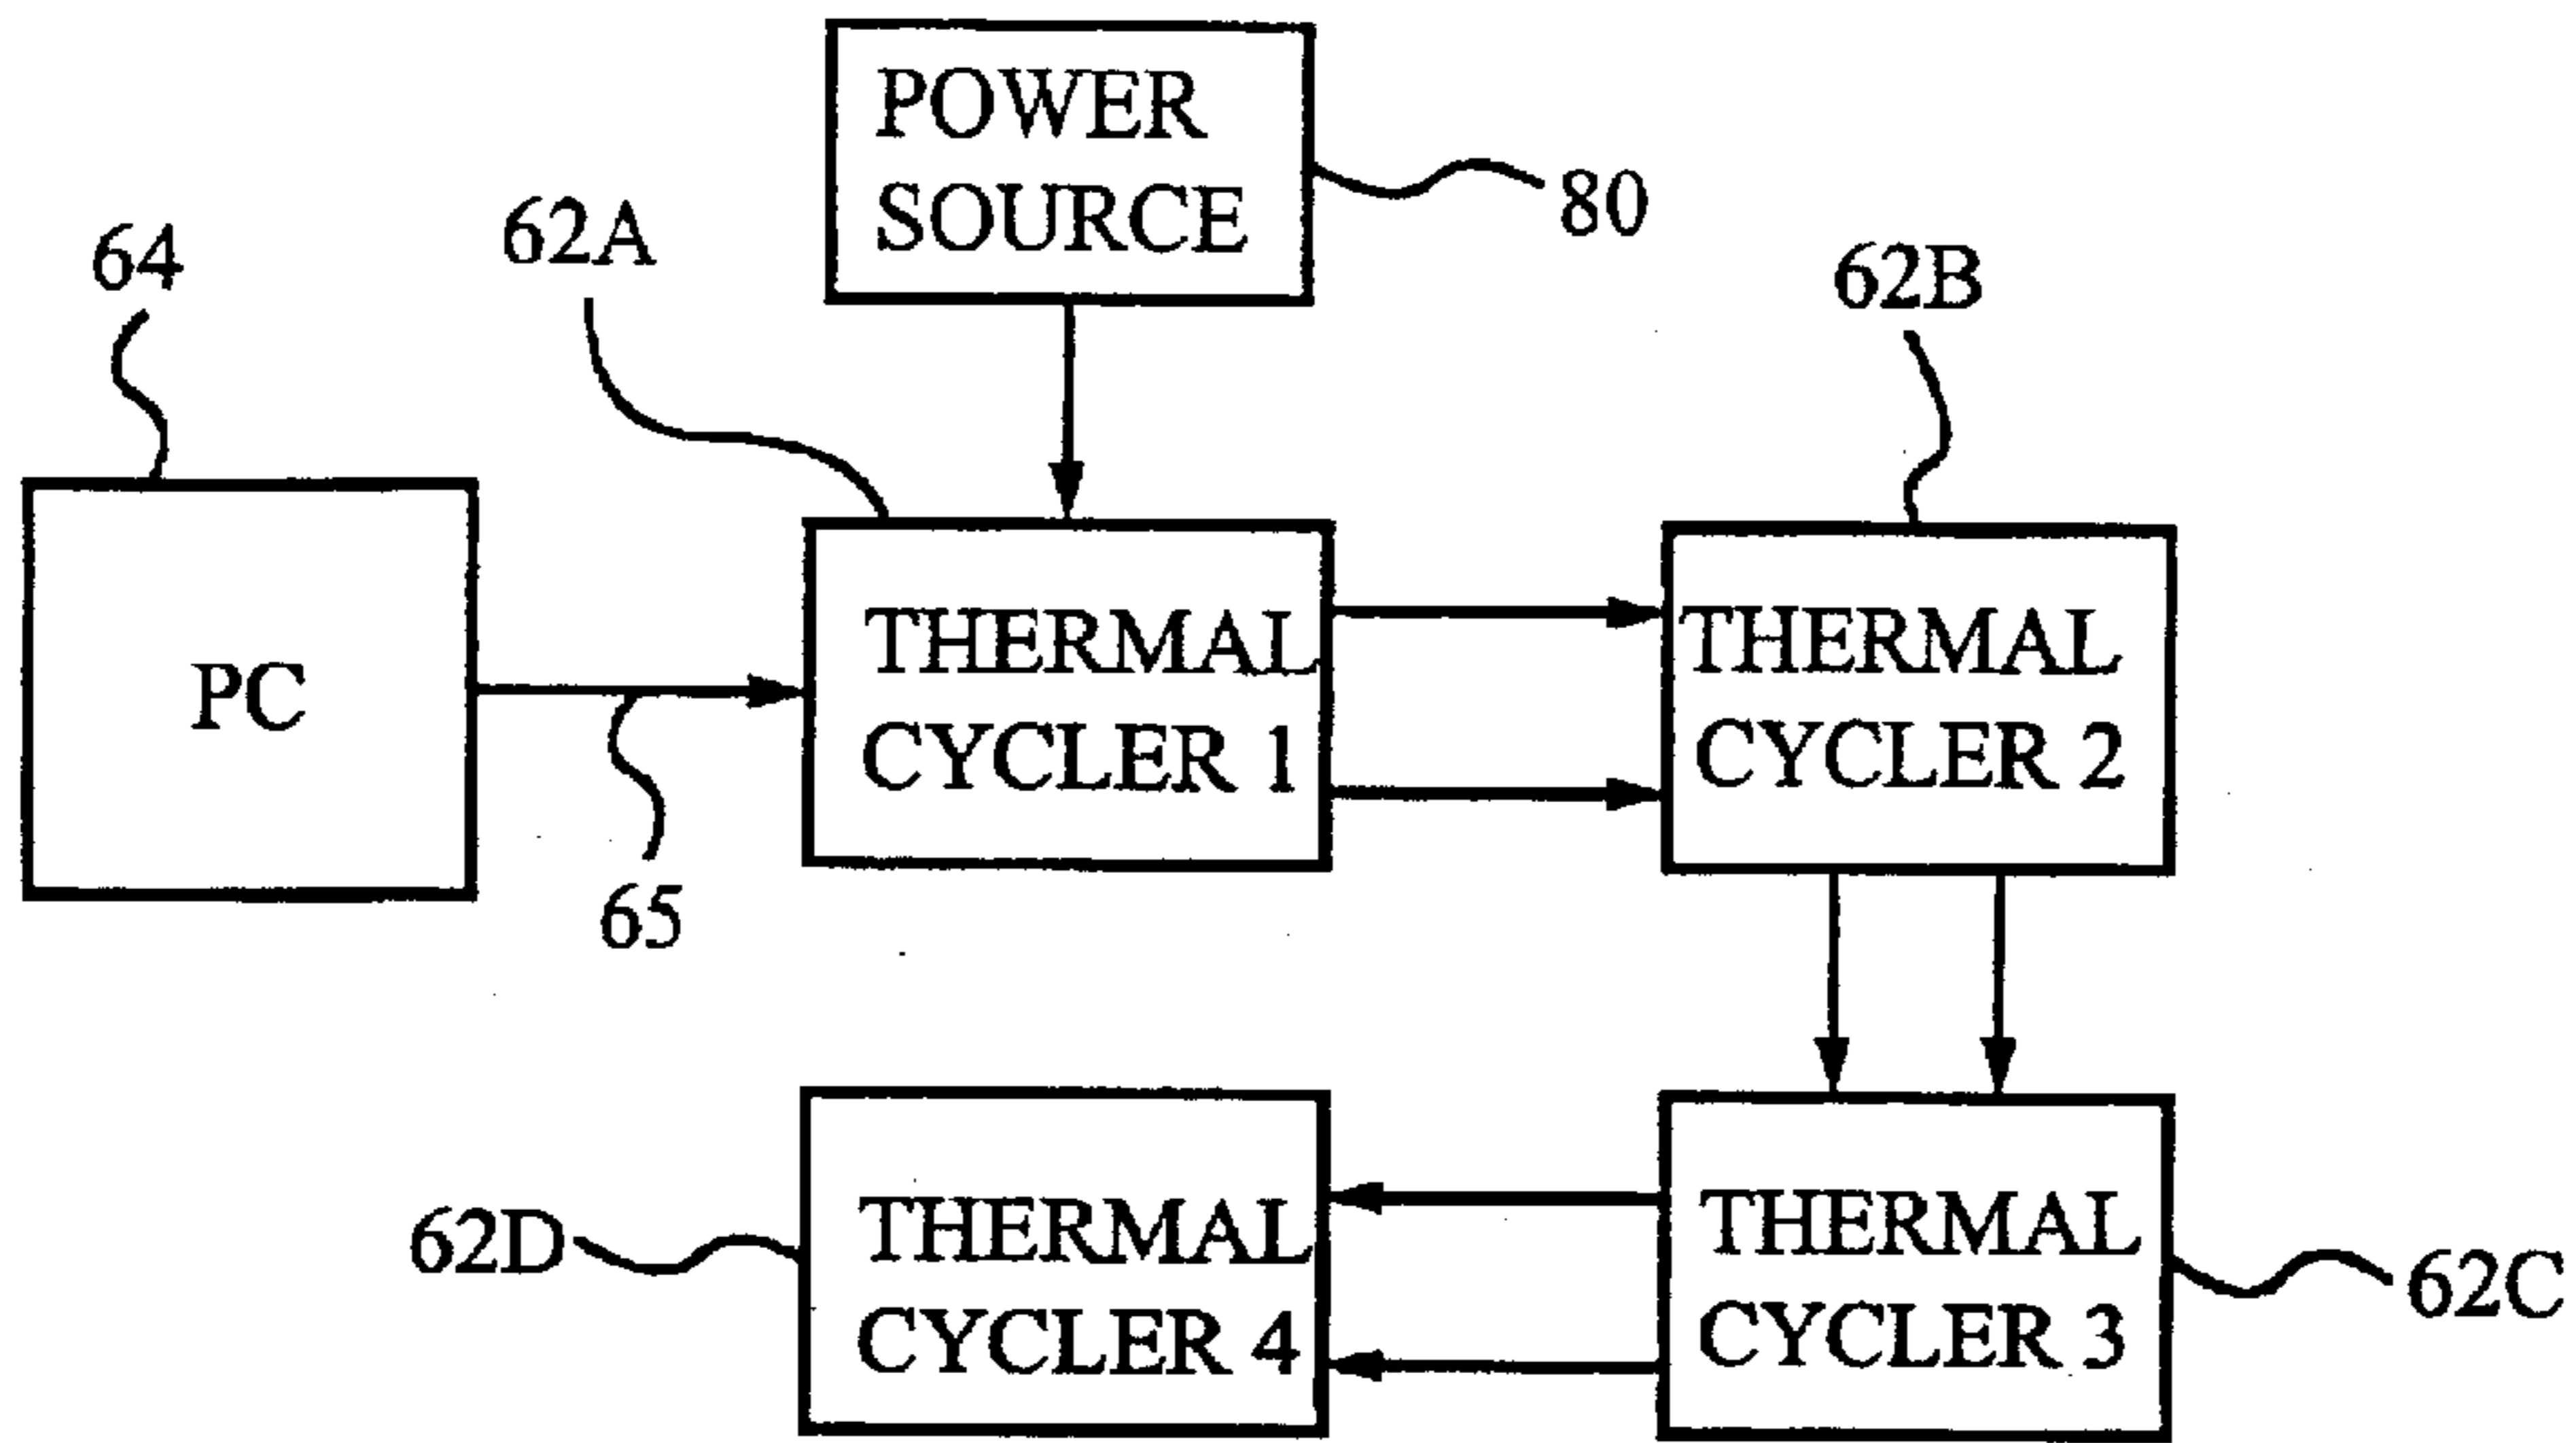 POWER
SOURCE
80
64
62A
62B
PC
THERMAL
CYCLER 1
THERMAL
CYCLER 2
65
62D
THERMAL
CYCLER 4
THERMAL
CYCLER 3
62C